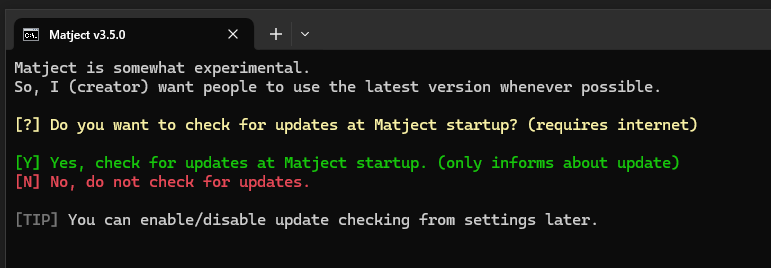 Matject v3.5.0
Matject is somewhat experimental.
So, I (creator) want people to use the latest version whenever possible.
[?] Do you want to check for updates at Matject startup? (requires internet)
[Y] Yes, check for updates at Matject startup. (only informs about update)
[N] No, do not check for updates.
[TIP] You can enable/disable update checking from settings later.